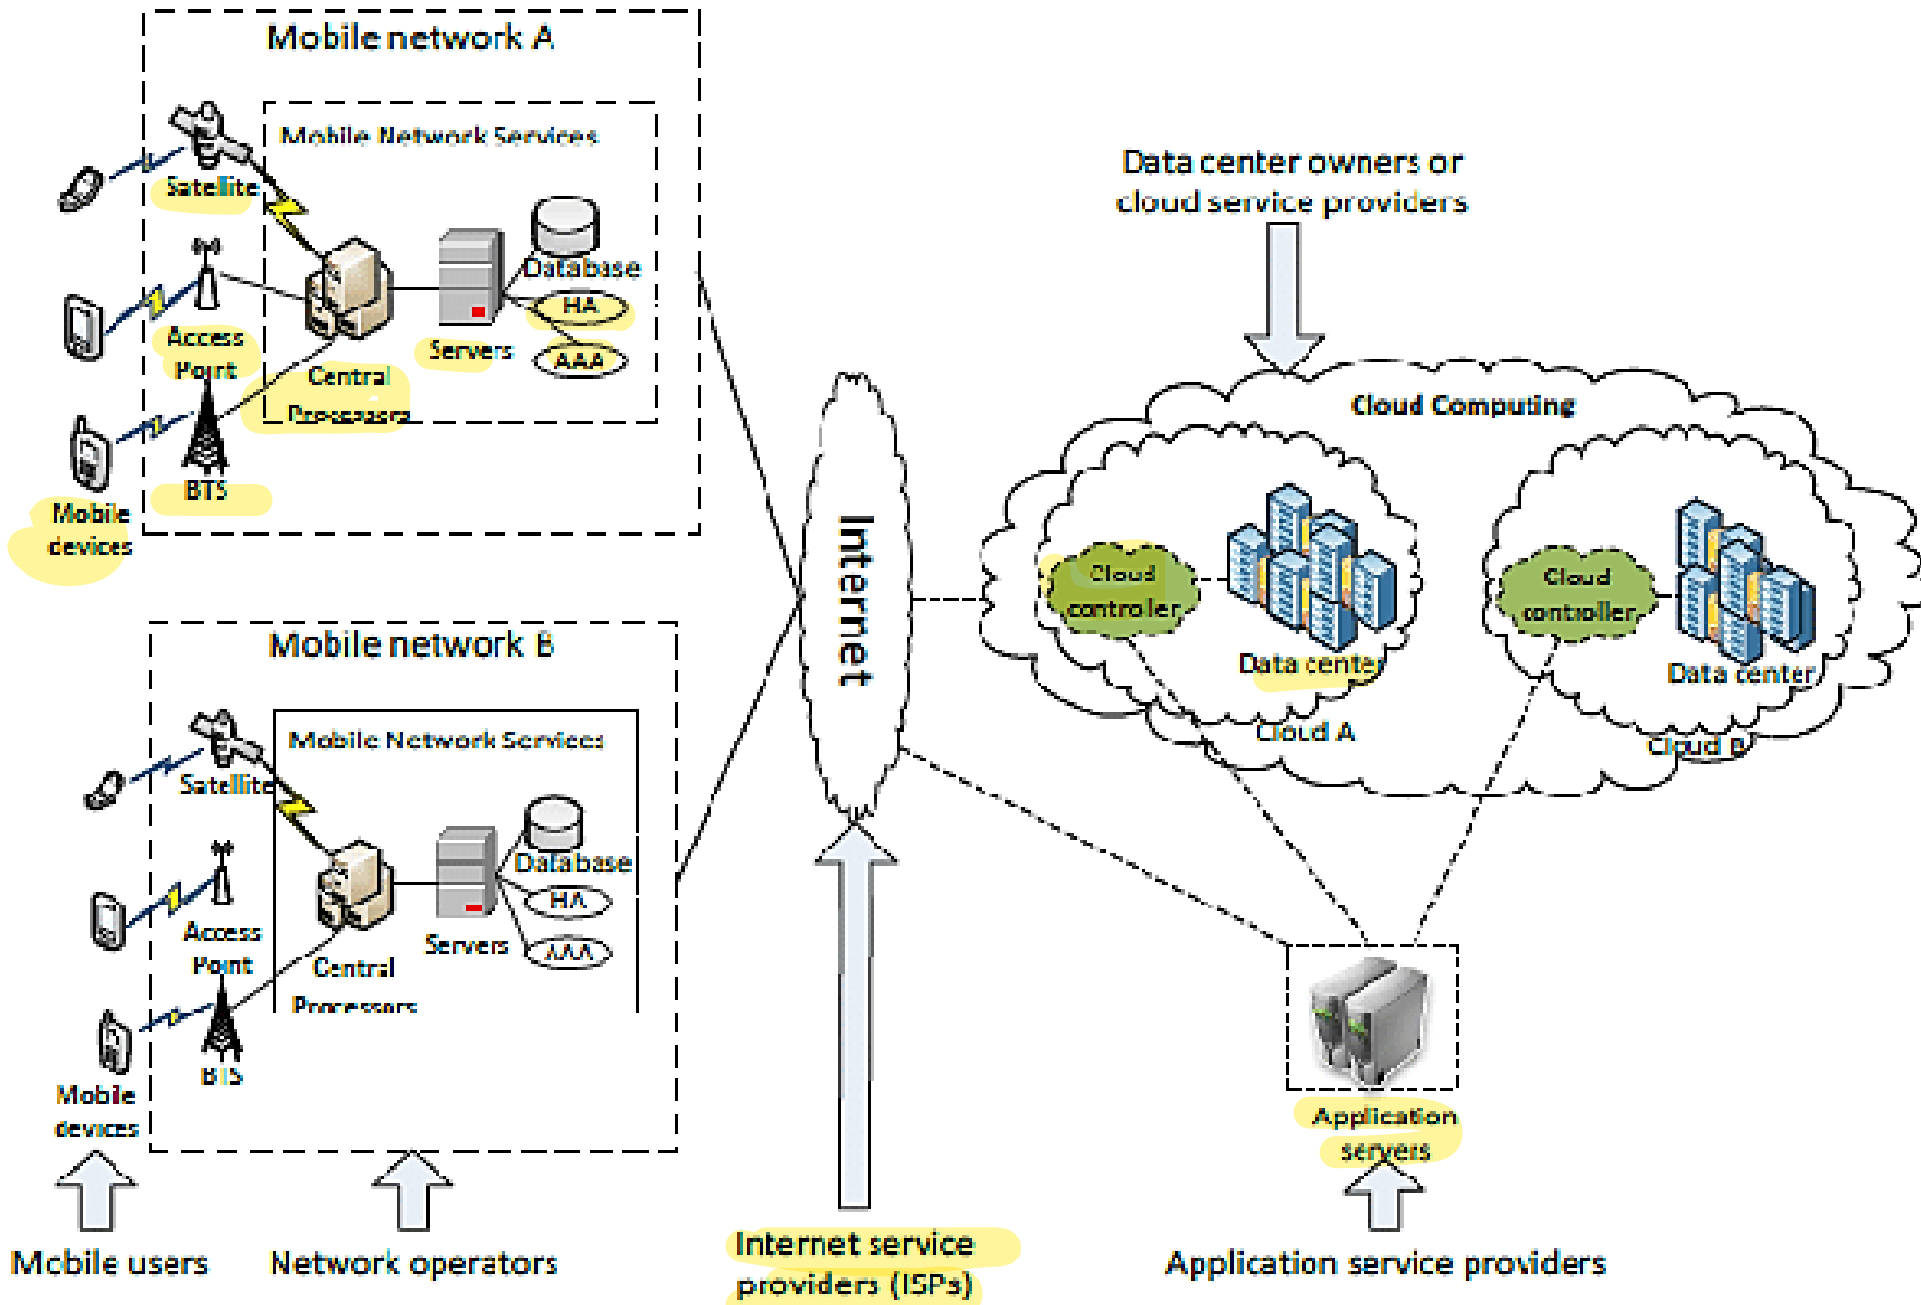 Mobile network A
Mobile Network Services
Satellite
Database
HA
Access
Point
Servers
AAA
Central
Processors
BTS
Mobile
devices
Mobile network B
Mobile Network Services
Satellite
Database
HA
Access
Point
Servers
AAA
Central
Processors
BTS
Mobile
devices
Mobile users
Network operators
Internet
Internet service
providers (ISPs)
Data center owners or
cloud service providers
Cloud Computing
Cloud
controller
Data center
Cloud A
Cloud
controller
Data center
Cloud B
Application
servers
Application service providers